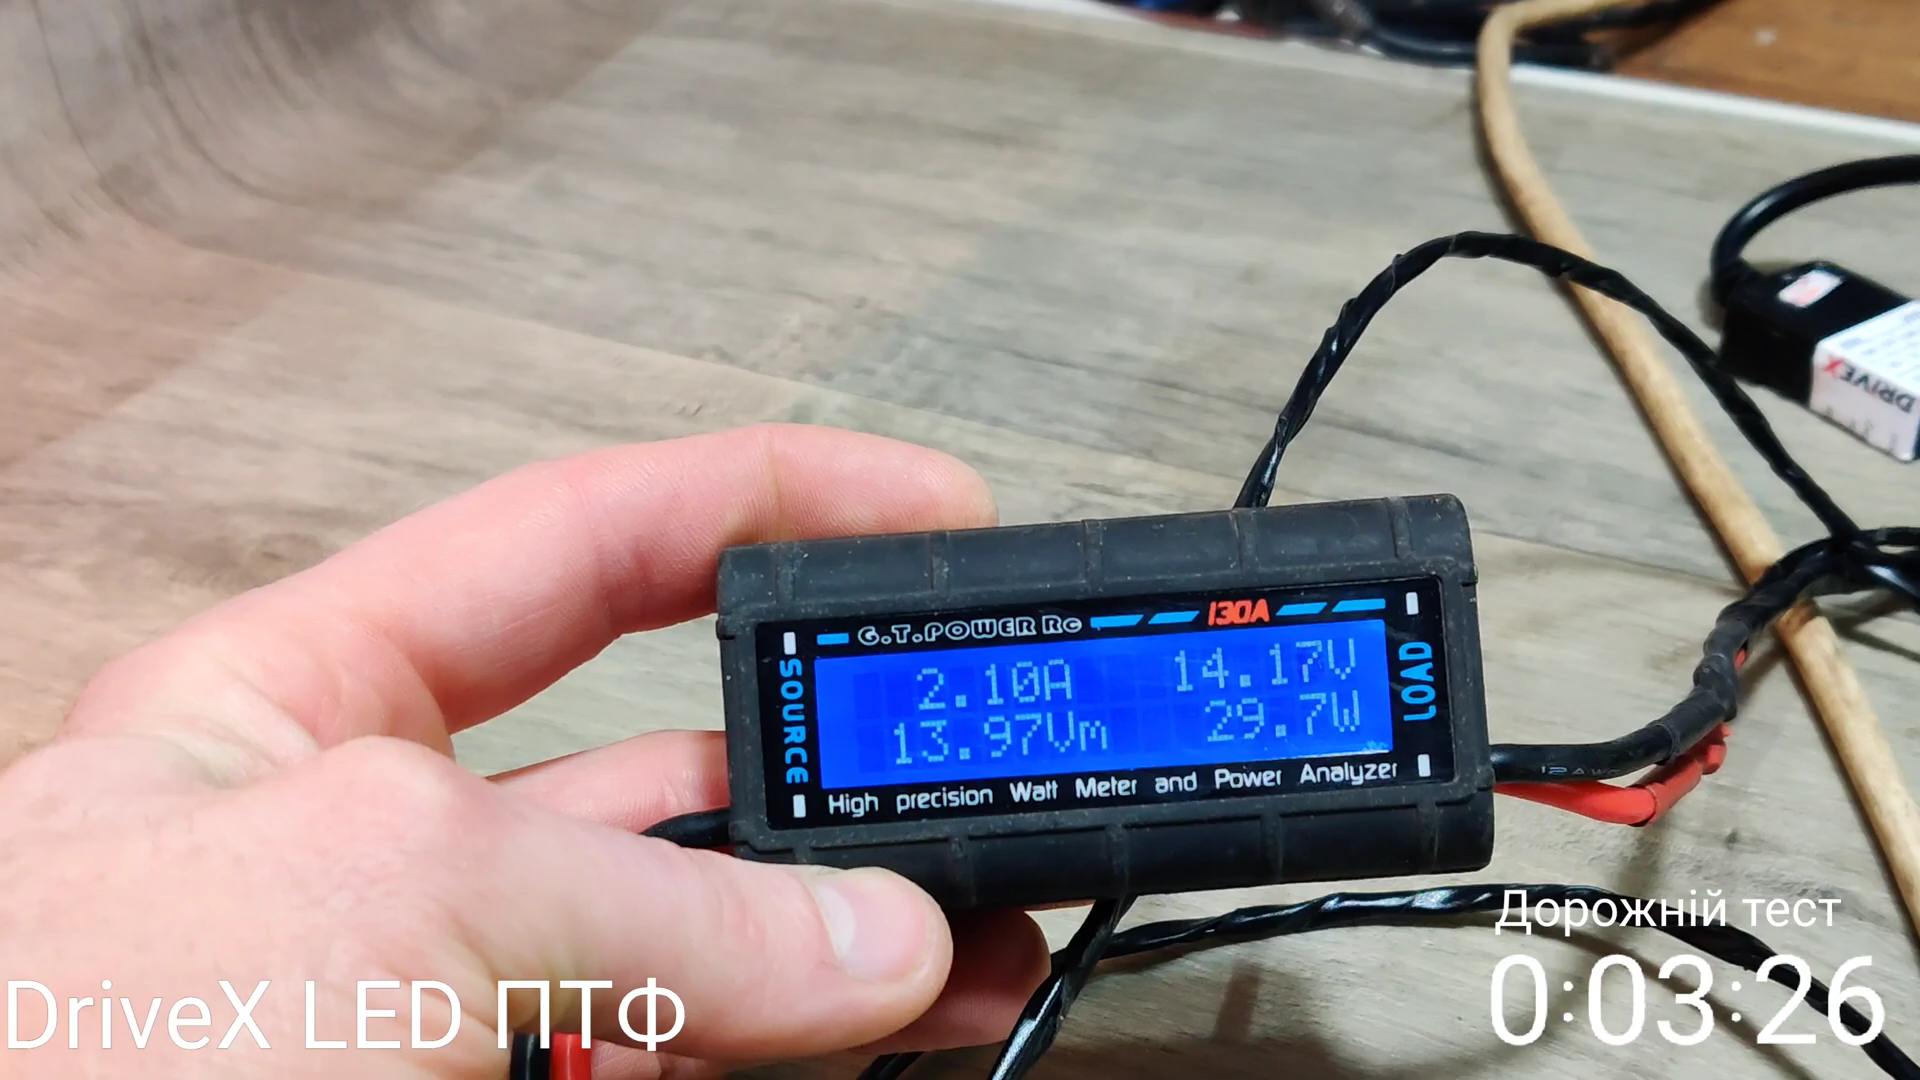 G.T.POWER RC
130A
SOURCE
2.10A
14.17V
13.97Vm
29.7W
LOAD
High precision Watt Meter and Power Analyzer
DRIVEX
Дорожній тест
DriveX LED ПТФ
0:03:26